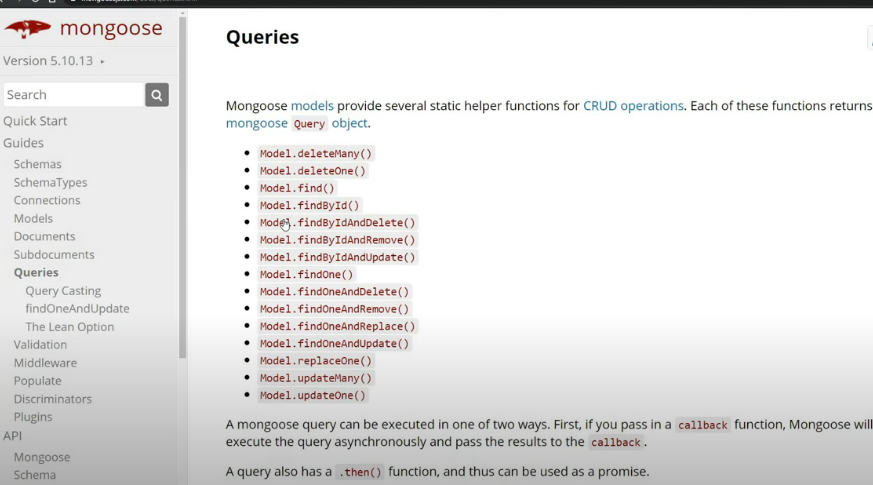 mongoose
Version 5.10.13
Search
Quick Start
Guides
Schemas
SchemaTypes
Connections
Models
Documents
Subdocuments
Queries
Query Casting
findOneAndUpdate
The Lean Option
Validation
Middleware
Populate
Discriminators
Plugins
API
Mongoose
Schema
Queries
Mongoose models provide several static helper functions for CRUD operations. Each of these functions returns
mongoose Query object.
Model.deleteMany()
Model.deleteOne()
Model.find()
Model.findById()
Model.findByIdAndDelete()
Model.findByIdAndRemove()
Model.findByIdAndUpdate()
Model.findOne()
Model.findOneAndDelete()
Model.findOneAndRemove()
Model.findOneAndReplace()
Model.findOneAndUpdate()
Model.replaceOne()
Model.updateMany()
Model.updateOne()
A mongoose query can be executed in one of two ways. First, if you pass in a callback function, Mongoose will
execute the query asynchronously and pass the results to the callback.
A query also has a .then() function, and thus can be used as a promise.